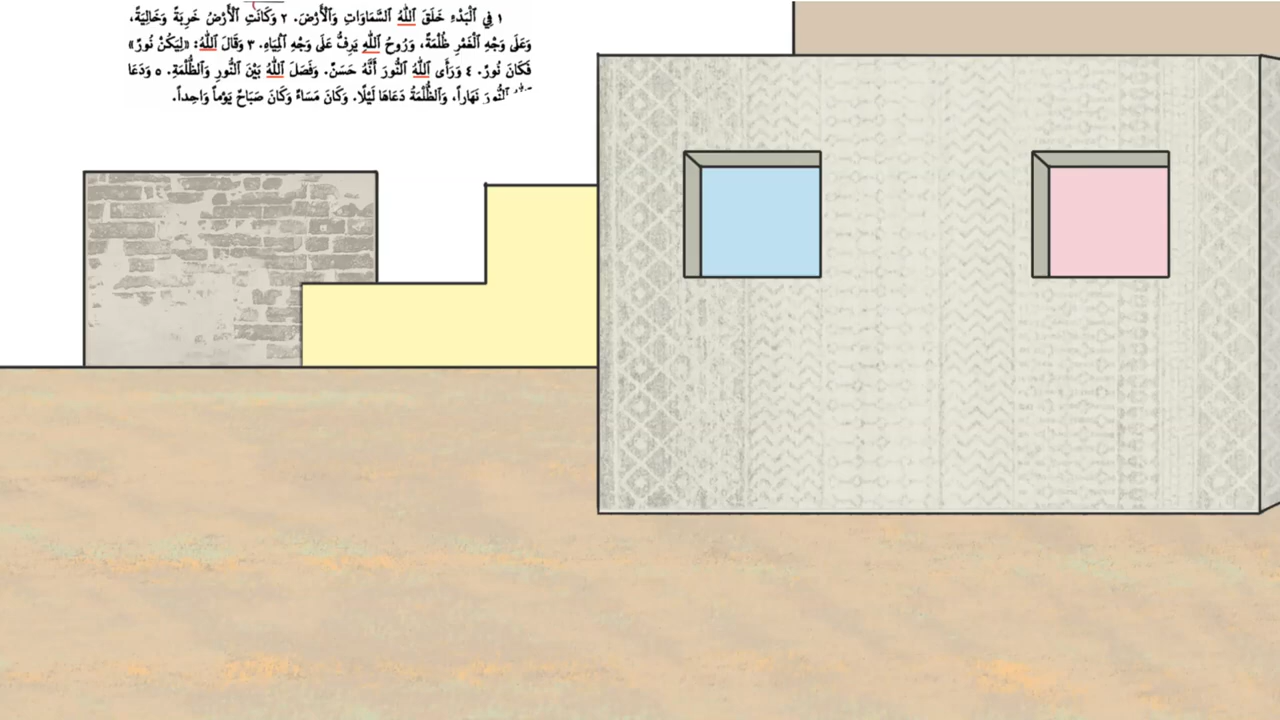 ١ فِي ٱلْبَدْءِ خَلَقَ ٱللهُ ٱلسَّمَاوَاتِ وَٱلْأَرْضَ. ٢ وَكَانَتِ ٱلْأَرْضُ خَرِبَةً وَخَالِيَةً،
وَعَلَى وَجْهِ ٱلْغَمْرِ ظُلْمَةٌ، وَرُوحُ ٱللهِ يَرِفُّ عَلَى وَجْهِ ٱلْمِيَاهِ. ٣ وَقَالَ ٱللهُ: «لِيَكُنْ نُورٌ»
فَكَانَ نُورٌ. ٤ وَرَأَى ٱللهُ ٱلنُّورَ أَنَّهُ حَسَنٌ. وَفَصَلَ ٱللهُ بَيْنَ ٱلنُّورِ وَٱلظُّلْمَةِ. ٥ وَدَعَا
ٱلنُّورَ نَهَاراً، وَٱلظُّلْمَةُ دَعَاهَا لَيْلًا. وَكَانَ مَسَاءٌ وَكَانَ صَبَاحٌ يَوْماً وَاحِداً.